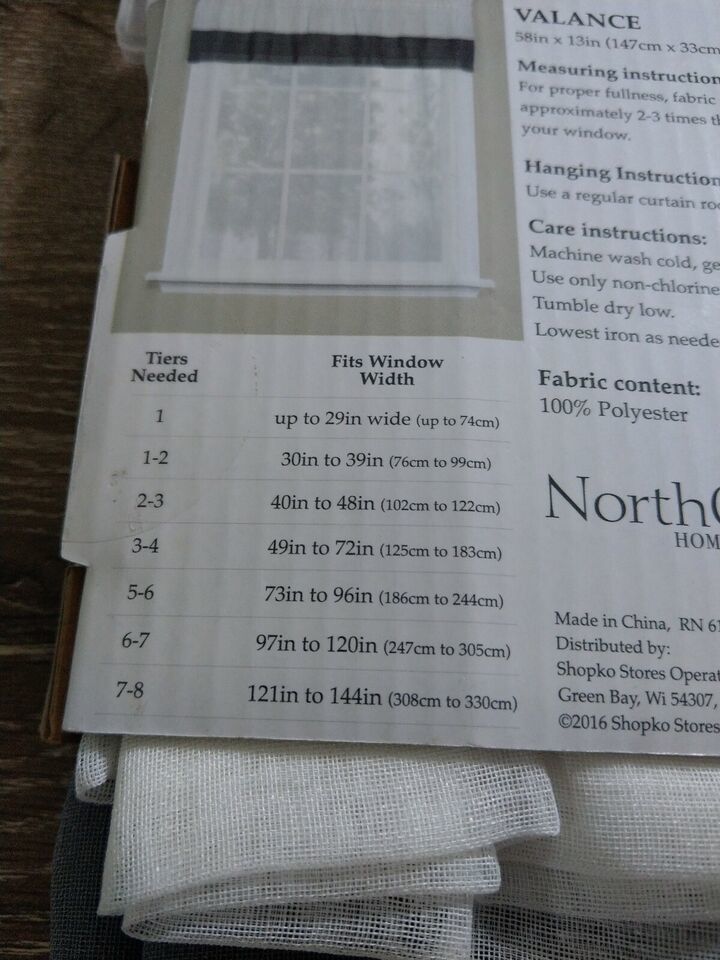 VALANCE
58in x 13in (147cm x 33cm
Measuring instruction
For proper fullness, fabric
approximately 2-3 times th
your window.
Hanging Instruction
Use a regular curtain ro
Care instructions:
Machine wash cold, ge
Use only non-chlorine
Tumble dry low.
Lowest iron as neede
Fabric content:
100% Polyester
North
HOM
Made in China, RN 61
Distributed by:
Shopko Stores Operat
Green Bay, Wi 54307,
©2016 Shopko Stores
Tiers Needed Fits Window Width
1 up to 29in wide (up to 74cm)
1-2 30in to 39in (76cm to 99cm)
2-3 40in to 48in (102cm to 122cm)
3-4 49in to 72in (125cm to 183cm)
5-6 73in to 96in (186cm to 244cm)
6-7 97in to 120in (247cm to 305cm)
7-8 121in to 144in (308cm to 330cm)